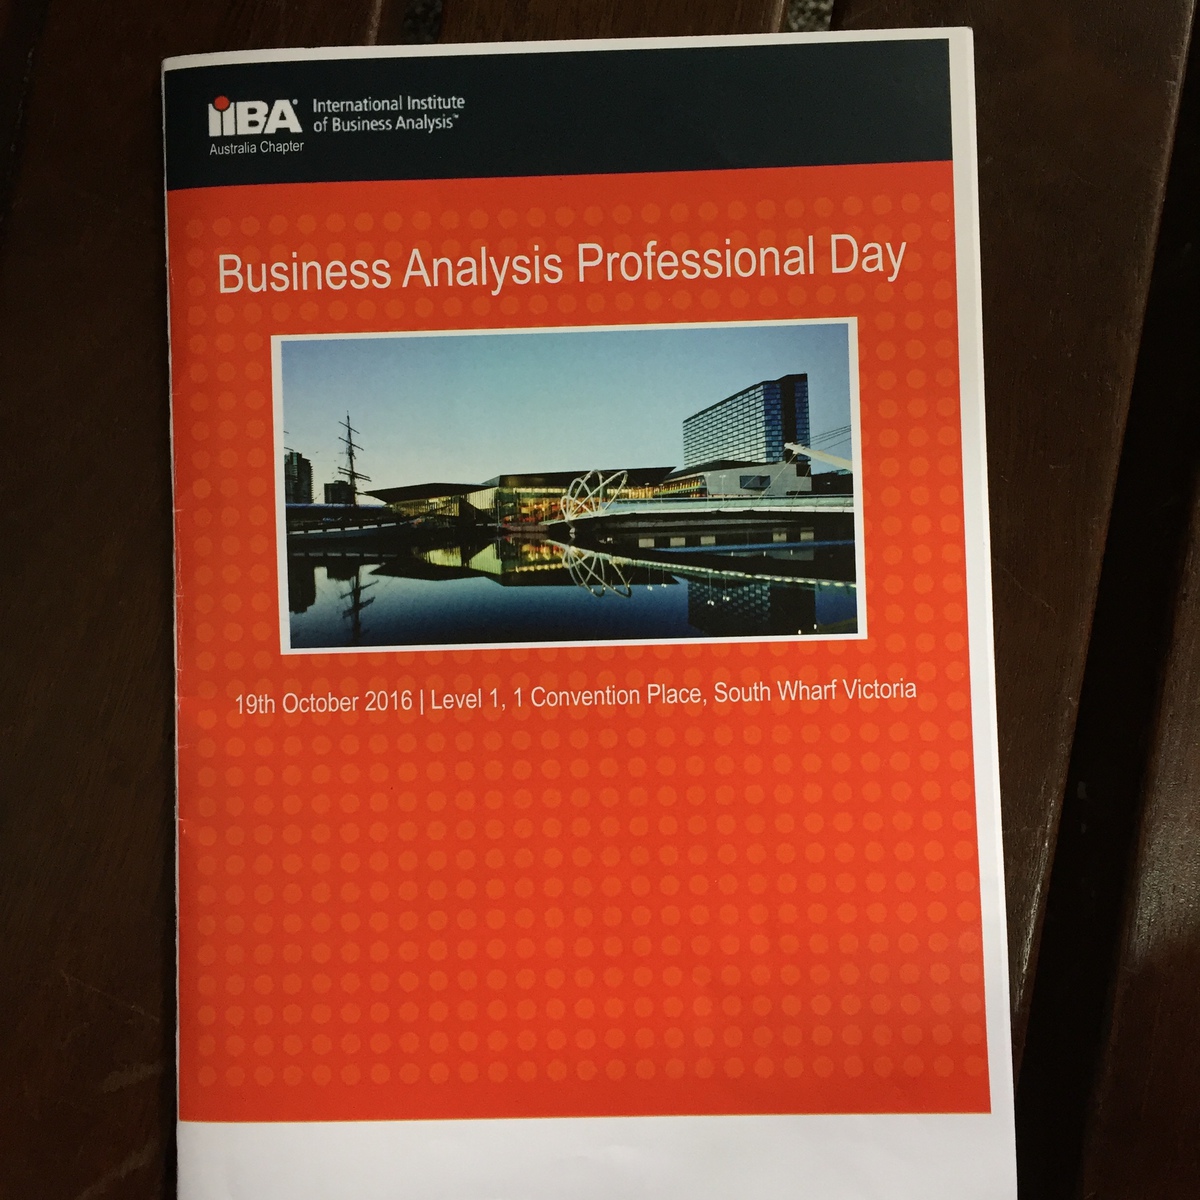 iiBA®
International Institute
of Business Analysis™
Australia Chapter
Business Analysis Professional Day
19th October 2016 | Level 1, 1 Convention Place, South Wharf Victoria